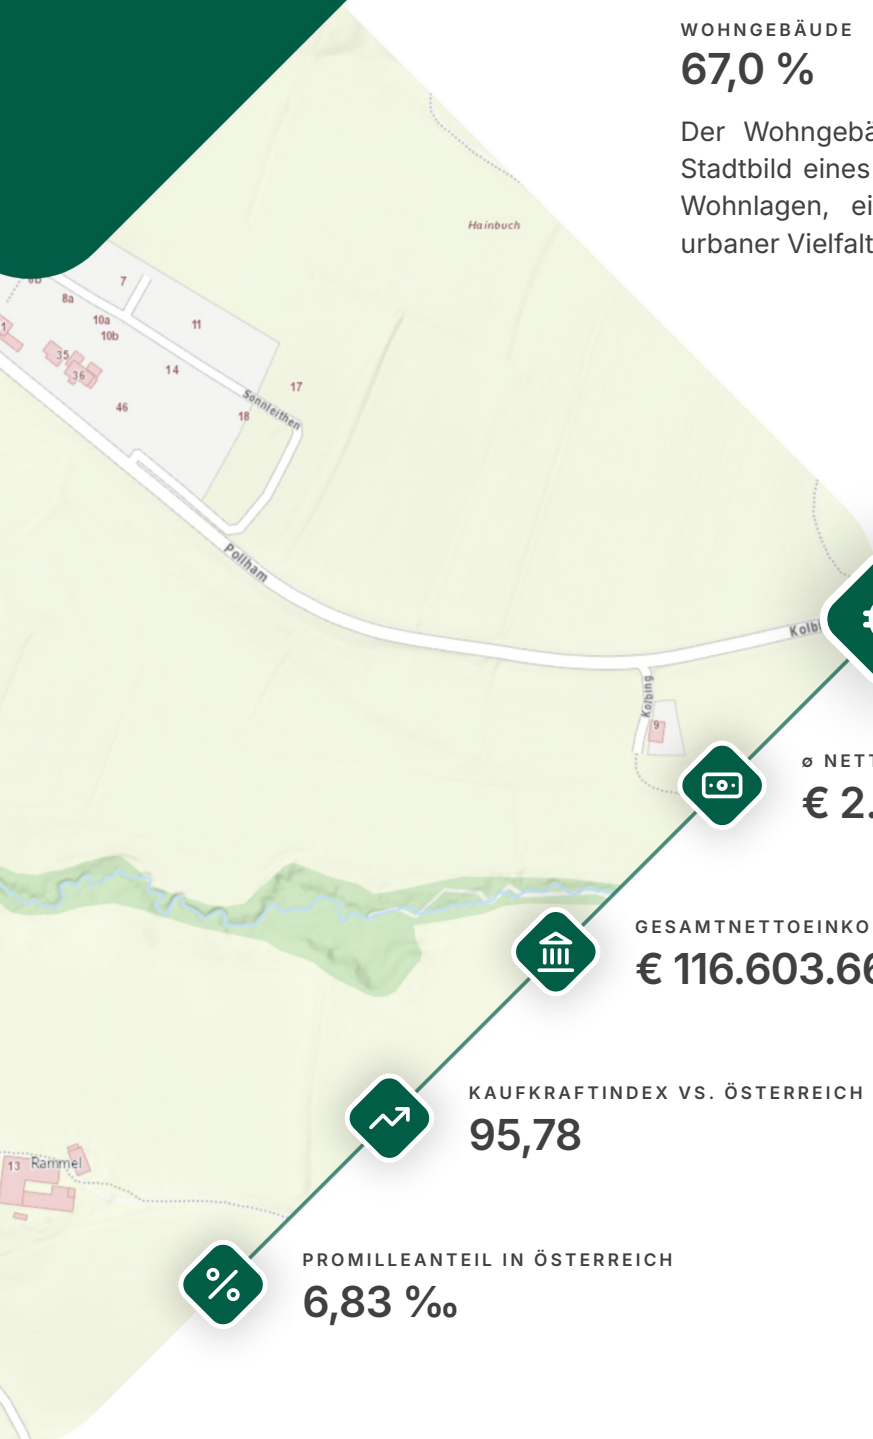 WOHNGEBÄUDE
67,0 %
Der Wohngebä
Stadtbild eines
Wohnlagen, ei
urbaner Vielfalt
Hainbuch
7
8a
10a
10b
11
1
35
36
14
17
46
18
Sonnleithen
Pollham
Kolbi
Kolbing
9
ø NETT
€ 2.
GESAMTNETTOEINKO
€ 116.603.66
KAUFKRAFTINDEX VS. ÖSTERREICH
95,78
13 Rammel
PROMILLEANTEIL IN ÖSTERREICH
6,83 ‰